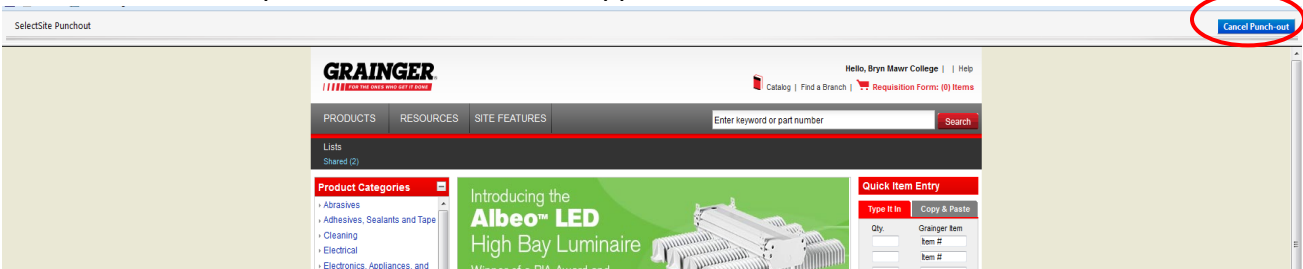 SelectSite Punchout
Cancel Punch-out
GRAINGER
FOR THE ONES WHO GET IT DONE
Hello, Bryn Mawr College | | Help
Catalog | Find a Branch | Requisition Form: (0) Items
PRODUCTS RESOURCES SITE FEATURES
Enter keyword or part number
Search
Lists
Shared (2)
Product Categories
Abrasives
Adhesives, Sealants and Tape
Cleaning
Electrical
Electronics, Appliances, and
Introducing the
Albeo™ LED
High Bay Luminaire
Quick Item Entry
Type It In Copy & Paste
Qty. Grainger Item
Item #
Item #